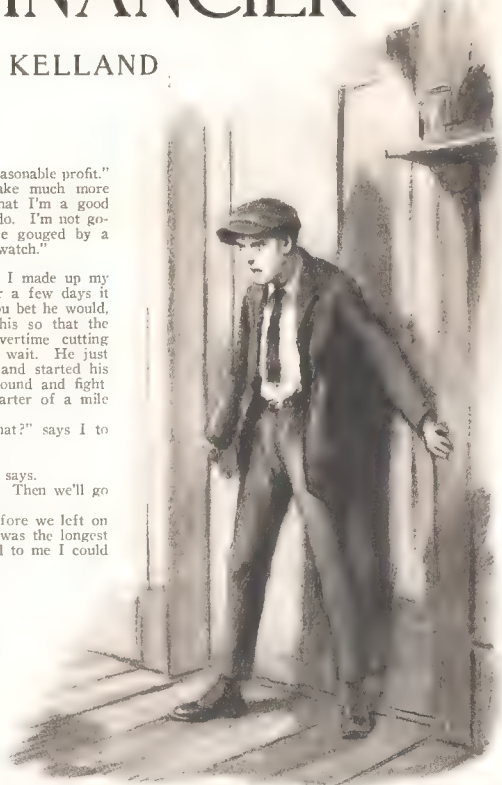 INANCIER
KELLAND
asonable profit."
ake much more
hat I'm a good
do. I'm not go-
e gouged by a
watch."
I made up my
r a few days it
ou bet he would,
his so that the
vertime cutting
wait. He just
and started his
ound and fight
arter of a mile
hat?" says I to
says.
Then we'll go
fore we left on
was the longest
d to me I could